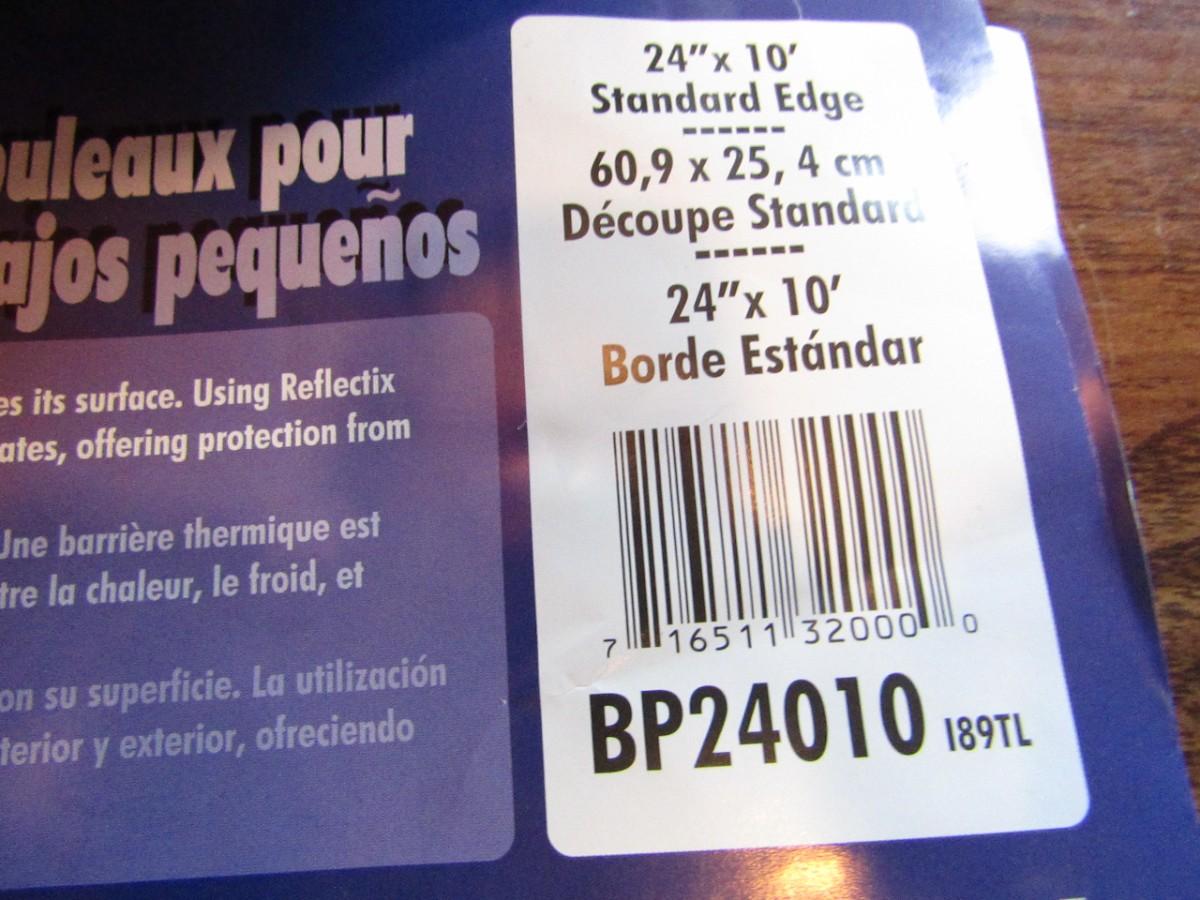 pour
pequeños
es its surface. Using Reflectix
ates, offering protection from
Une barrière thermique est
tre la chaleur, le froid, et
on su superficie. La utilización
terior y exterior, ofreciendo
24"x 10'
Standard Edge
------
60,9 x 25, 4 cm
Découpe Standard
------
24"x 10'
Borde Estándar
7 16511 32000 0
BP24010 I89TL